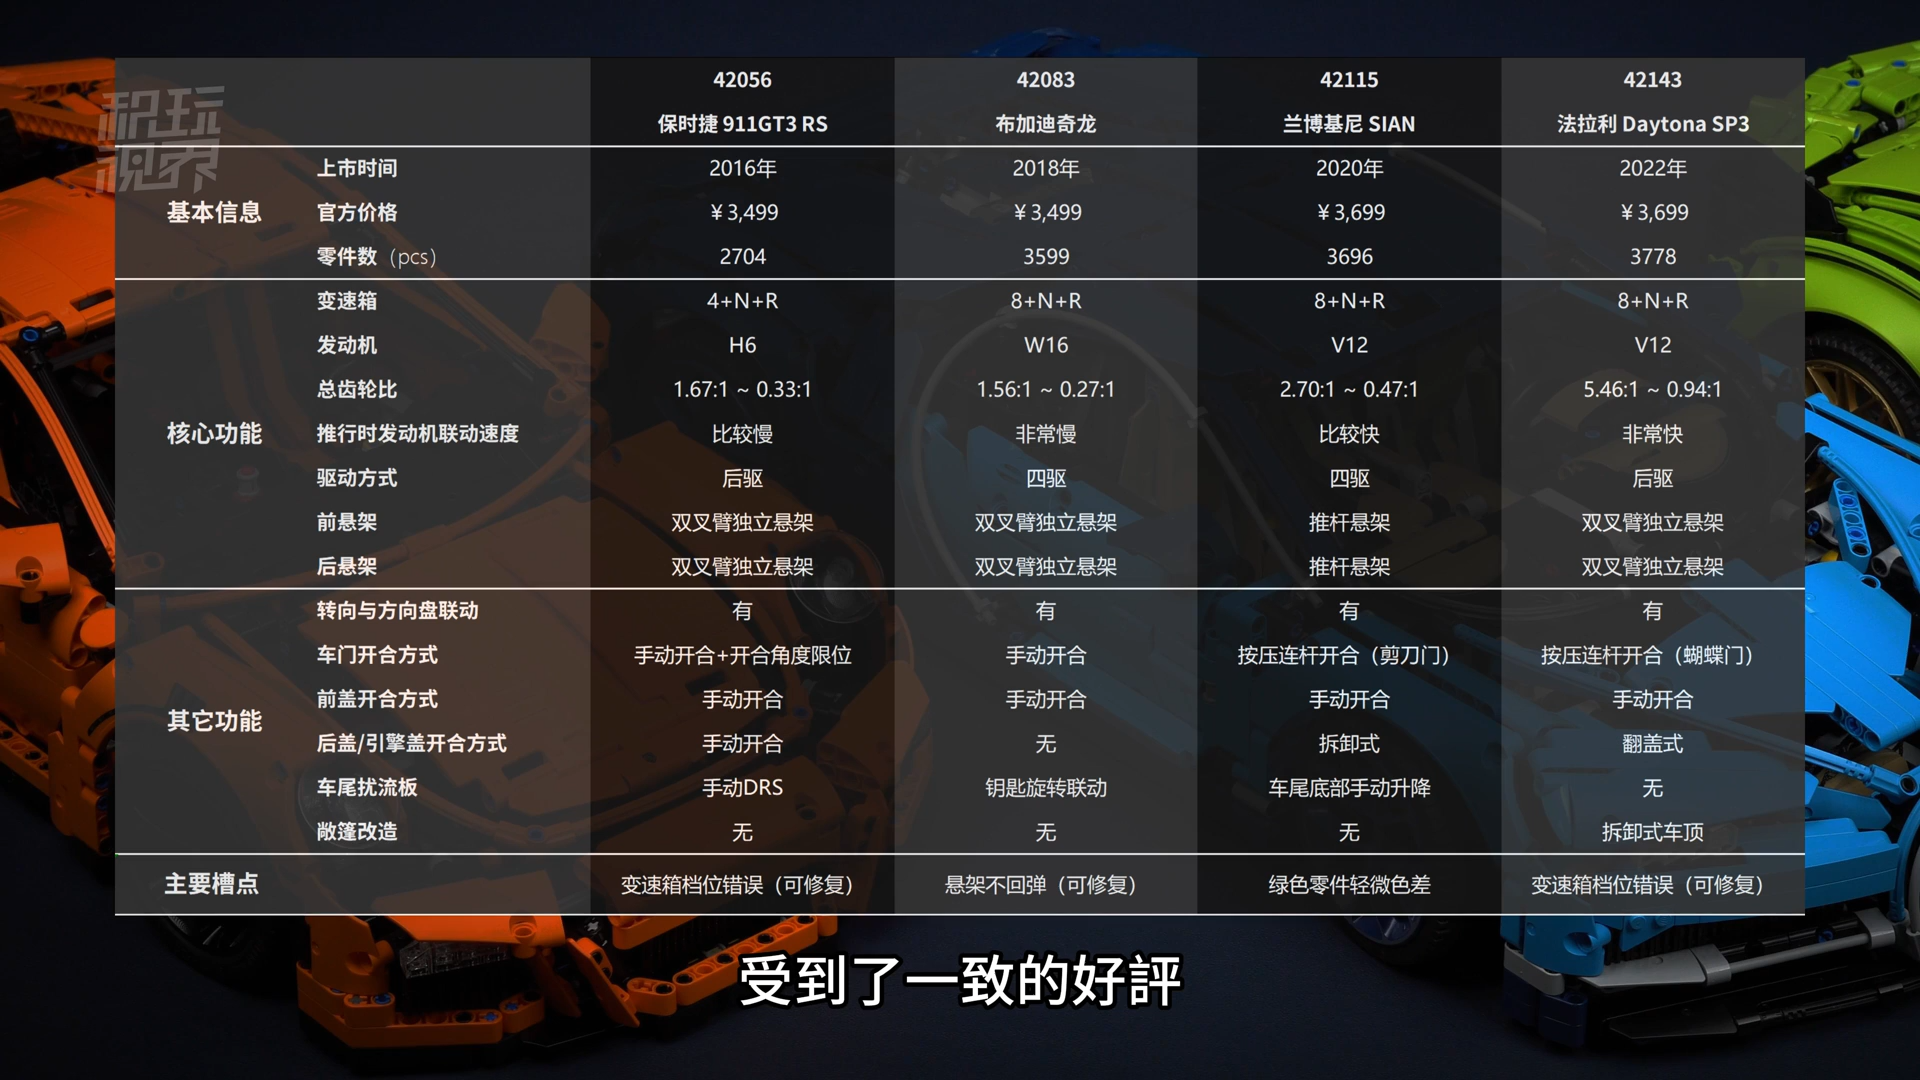 积玩
视界
42056 42083 42115 42143
保时捷 911GT3 RS 布加迪奇龙 兰博基尼 SIAN 法拉利 Daytona SP3
基本信息
上市时间 2016年 2018年 2020年 2022年
官方价格 ¥3,499 ¥3,499 ¥3,699 ¥3,699
零件数（pcs） 2704 3599 3696 3778
核心功能
变速箱 4+N+R 8+N+R 8+N+R 8+N+R
发动机 H6 W16 V12 V12
总齿轮比 1.67:1 ~ 0.33:1 1.56:1 ~ 0.27:1 2.70:1 ~ 0.47:1 5.46:1 ~ 0.94:1
推行时发动机联动速度 比较慢 非常慢 比较快 非常快
驱动方式 后驱 四驱 四驱 后驱
前悬架 双叉臂独立悬架 双叉臂独立悬架 推杆悬架 双叉臂独立悬架
后悬架 双叉臂独立悬架 双叉臂独立悬架 推杆悬架 双叉臂独立悬架
其它功能
转向与方向盘联动 有 有 有 有
车门开合方式 手动开合+开合角度限位 手动开合 按压连杆开合（剪刀门） 按压连杆开合（蝴蝶门）
前盖开合方式 手动开合 手动开合 手动开合 手动开合
后盖/引擎盖开合方式 手动开合 无 拆卸式 翻盖式
车尾扰流板 手动DRS 钥匙旋转联动 车尾底部手动升降 无
敞篷改造 无 无 无 拆卸式车顶
主要槽点 变速箱档位错误（可修复） 悬架不回弹（可修复） 绿色零件轻微色差 变速箱档位错误（可修复）
受到了一致的好評